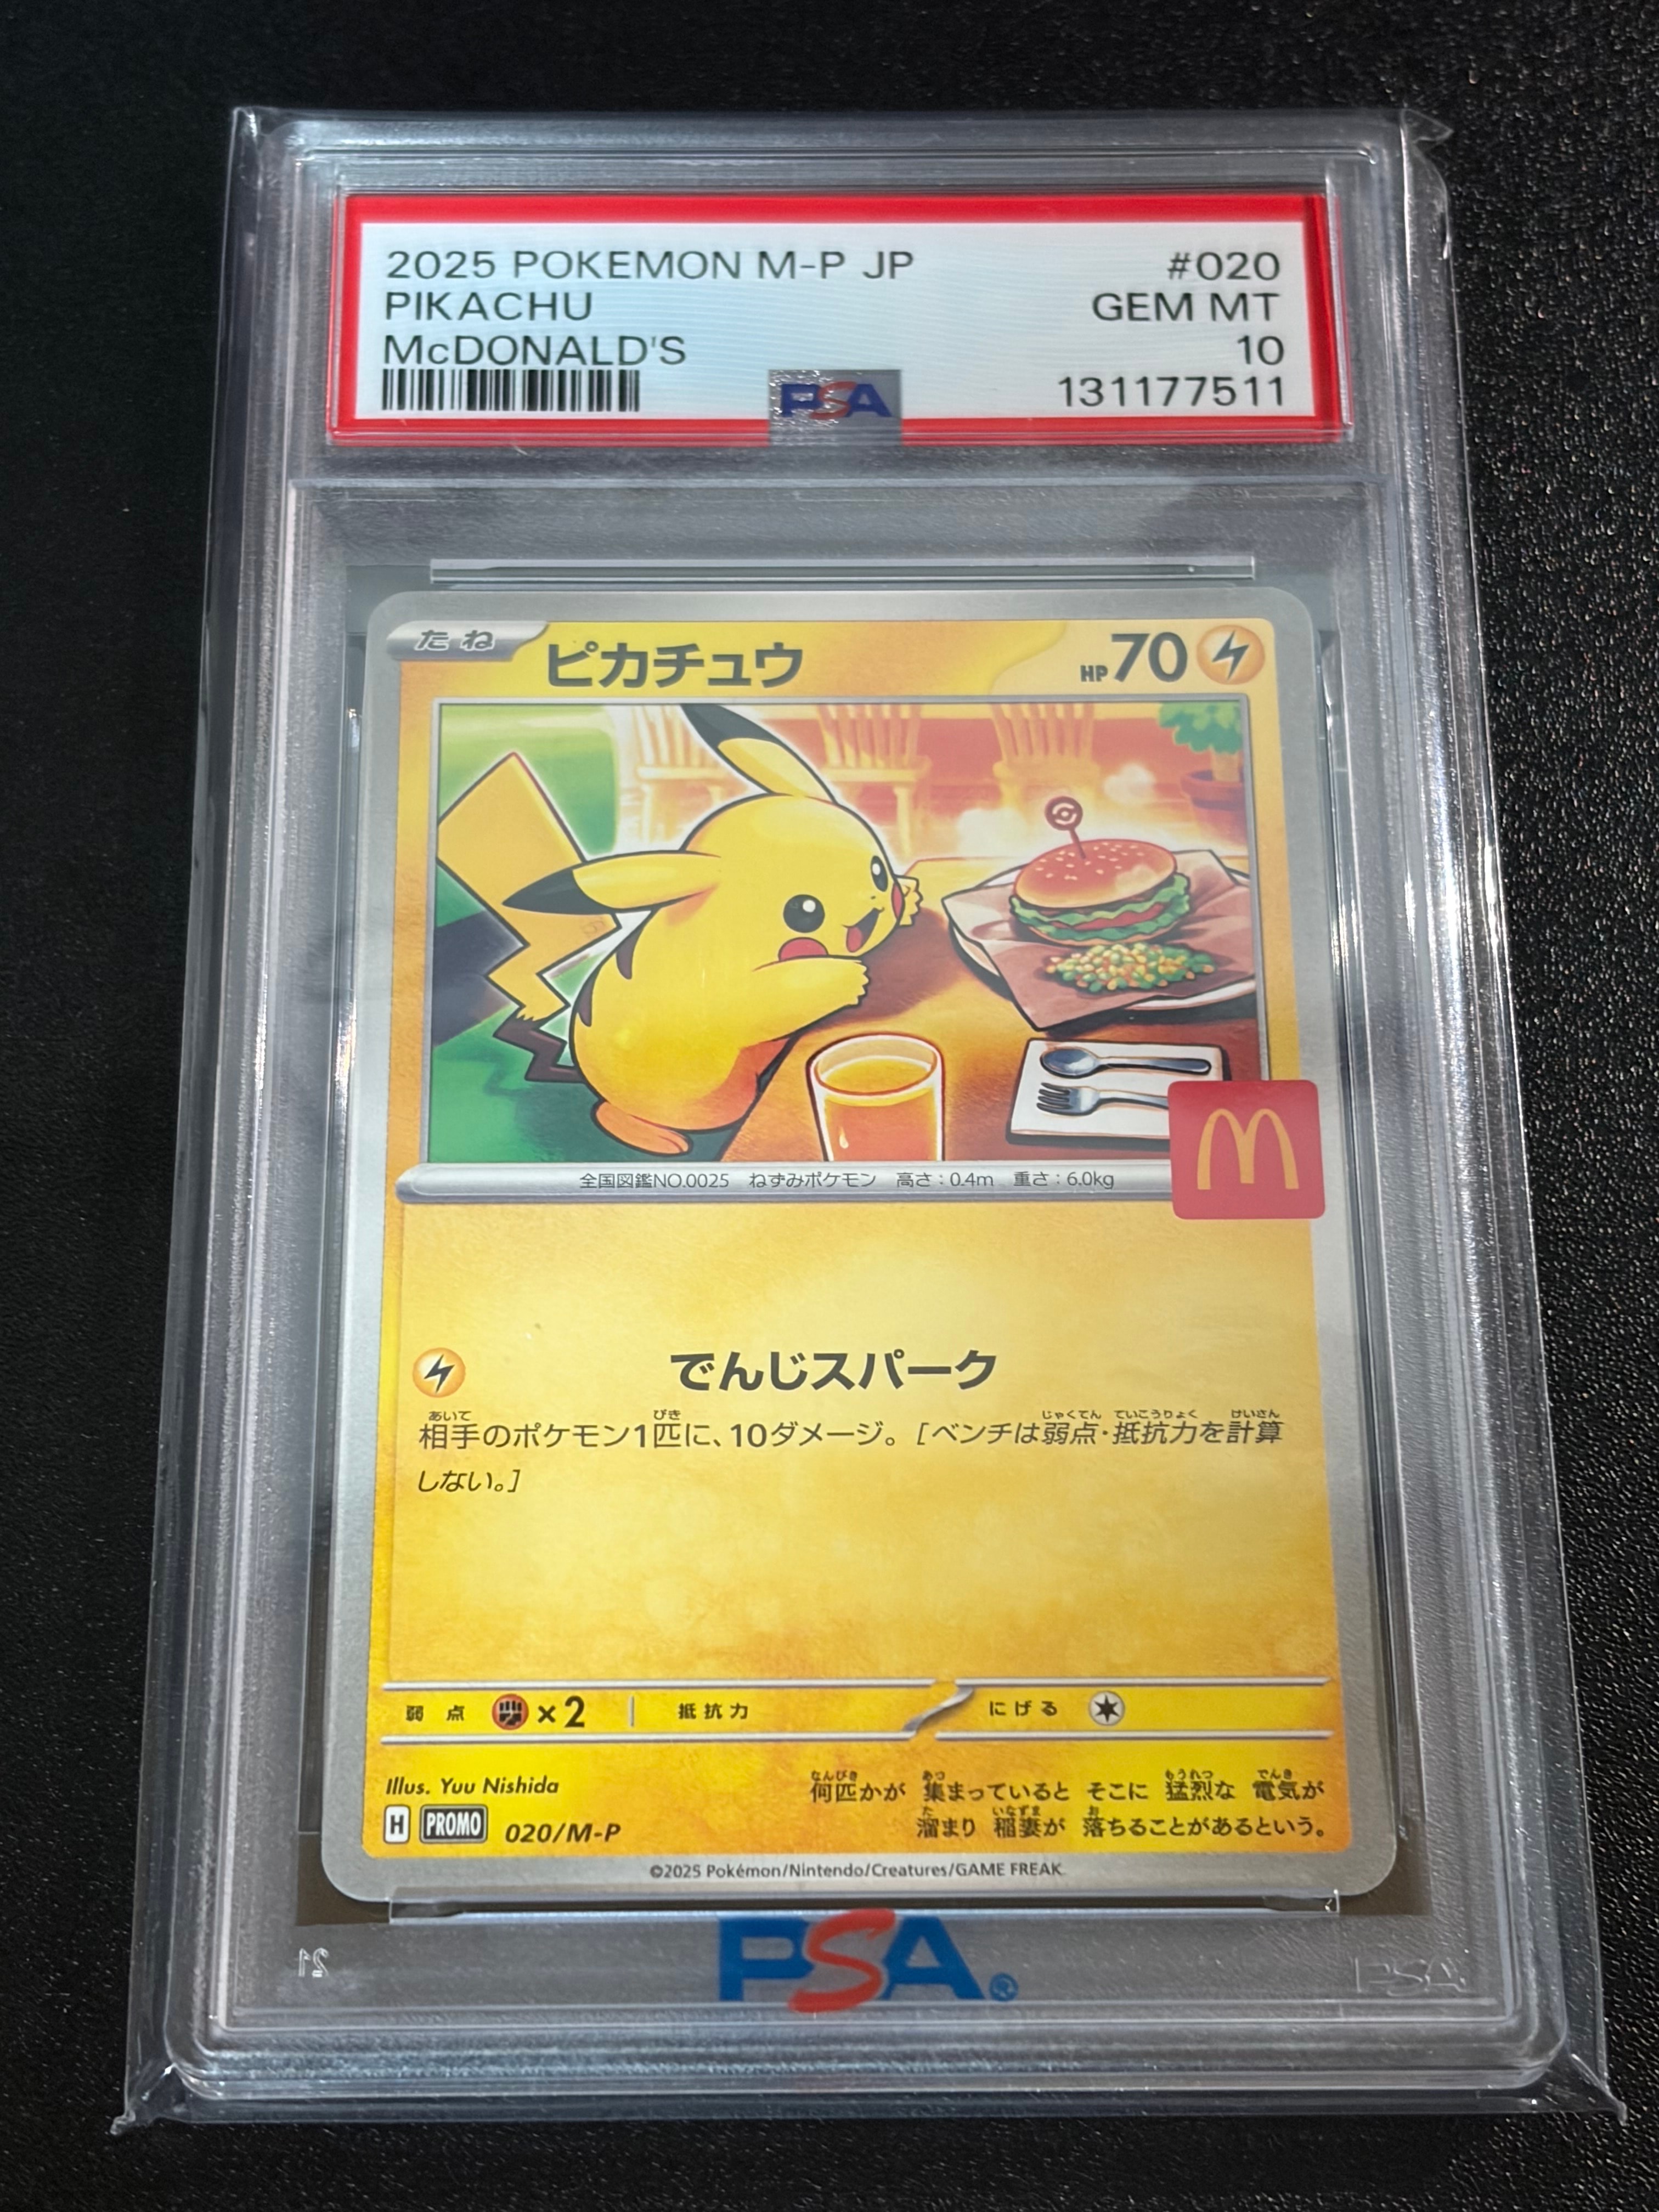 2025 POKEMON M-P JP #020
PIKACHU GEM MT
McDONALD'S 10
PSA 131177511
たね ピカチュウ HP70
全国図鑑NO.0025 ねずみポケモン 高さ:0.4m 重さ:6.0kg
でんじスパーク
相手のポケモン1匹に、10ダメージ。[ベンチは弱点・抵抗力を計算
しない。]
弱点 ×2 抵抗力 にげる
Illus. Yuu Nishida
何匹かが 集まっていると そこに 猛烈な 電気が
溜まり 稲妻が 落ちることがあるという。
H PROMO 020/M-P
©2025 Pokémon/Nintendo/Creatures/GAME FREAK
PSA®
21
PSA